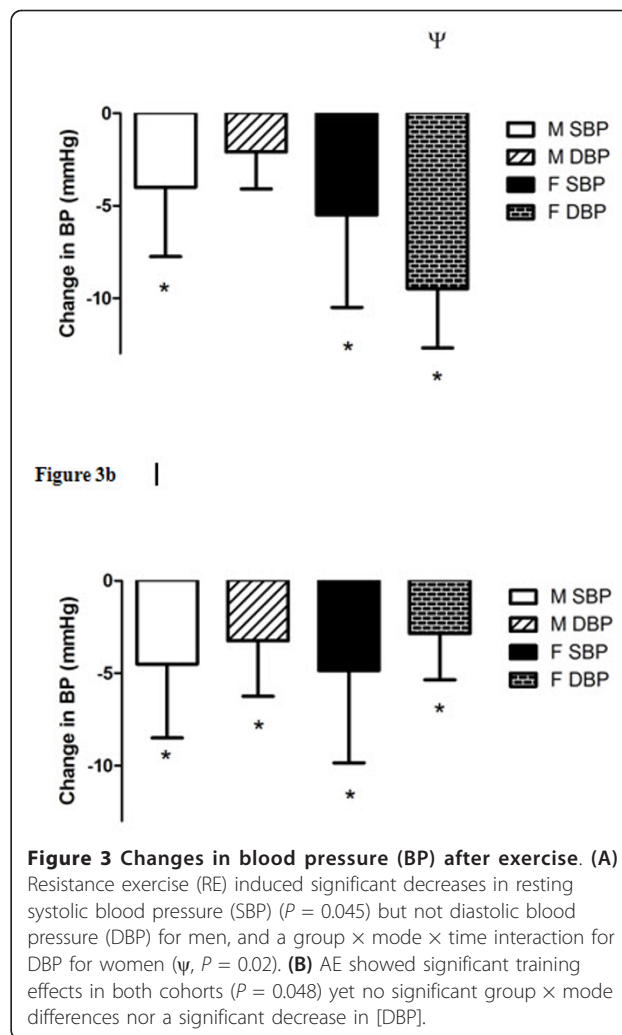 Ψ
0
-5
-10
Change in BP (mmHg)
*
*
*
M SBP
M DBP
F SBP
F DBP
Figure 3b
0
-5
-10
Change in BP (mmHg)
*
*
*
*
M SBP
M DBP
F SBP
F DBP
Figure 3 Changes in blood pressure (BP) after exercise. (A)
Resistance exercise (RE) induced significant decreases in resting
systolic blood pressure (SBP) (P = 0.045) but not diastolic blood
pressure (DBP) for men, and a group × mode × time interaction for
DBP for women (ψ, P = 0.02). (B) AE showed significant training
effects in both cohorts (P = 0.048) yet no significant group × mode
differences nor a significant decrease in [DBP].